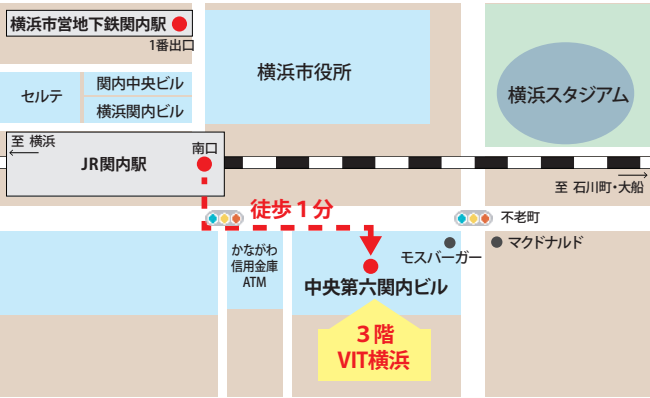 横浜市営地下鉄関内駅
1番出口
横浜市役所
横浜スタジアム
セルテ
関内中央ビル
横浜関内ビル
至 横浜
JR関内駅
南口
至 石川町・大船
徒歩1分
不老町
かながわ
信用金庫
ATM
モスバーガー
マクドナルド
中央第六関内ビル
3階
VIT横浜